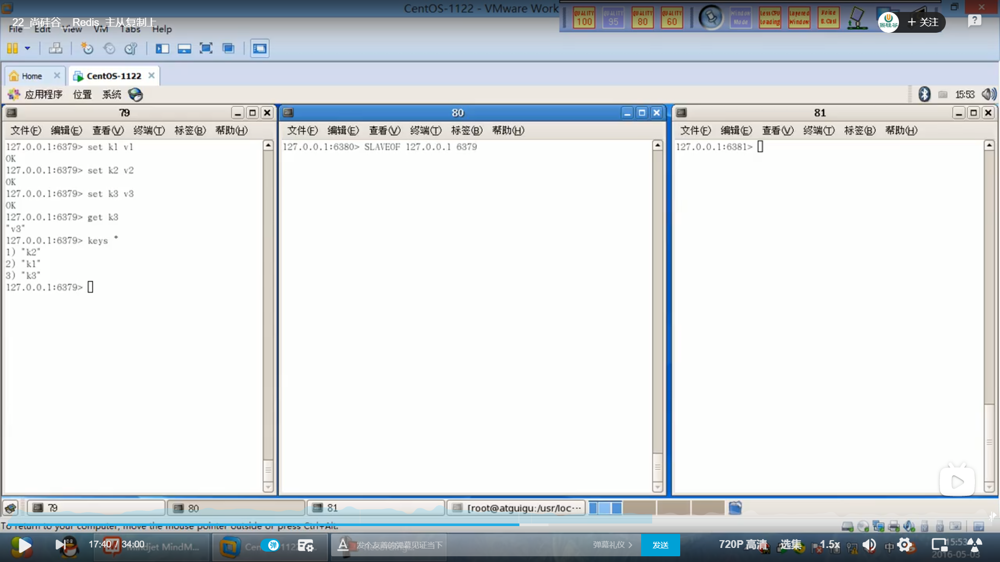 CentOS-1122 - VMware Work
22_尚硅谷__Redis_主从复制上
QUALITY 100
QUALITY 95
QUALITY 80
QUALITY 60
Window Mode
Less CPU Loading
Layered Window
尚硅谷
+ 关注
File Edit View VM Tabs Help
Home
CentOS-1122
应用程序 位置 系统
15:53
79
80
81
文件(F) 编辑(E) 查看(V) 终端(T) 标签(B) 帮助(H)
127.0.0.1:6379> set k1 v1
OK
127.0.0.1:6379> set k2 v2
OK
127.0.0.1:6379> set k3 v3
OK
127.0.0.1:6379> get k3
"v3"
127.0.0.1:6379> keys *
1) "k2"
2) "k1"
3) "k3"
127.0.0.1:6379>
文件(F) 编辑(E) 查看(V) 终端(T) 标签(B) 帮助(H)
127.0.0.1:6380> SLAVEOF 127.0.0.1 6379
文件(F) 编辑(E) 查看(V) 终端(T) 标签(B) 帮助(H)
127.0.0.1:6381>
79
80
81
[root@atguigu:/usr/loc···
To return to your computer, move the mouse pointer outside or press Ctrl+Alt.
17:40 / 34:00
Mindjet MindM...
弹
发个友善的弹幕见证当下
弹幕礼仪 >
发送
720P 高清
选集
1.5x
中
15:53
2016-05-03